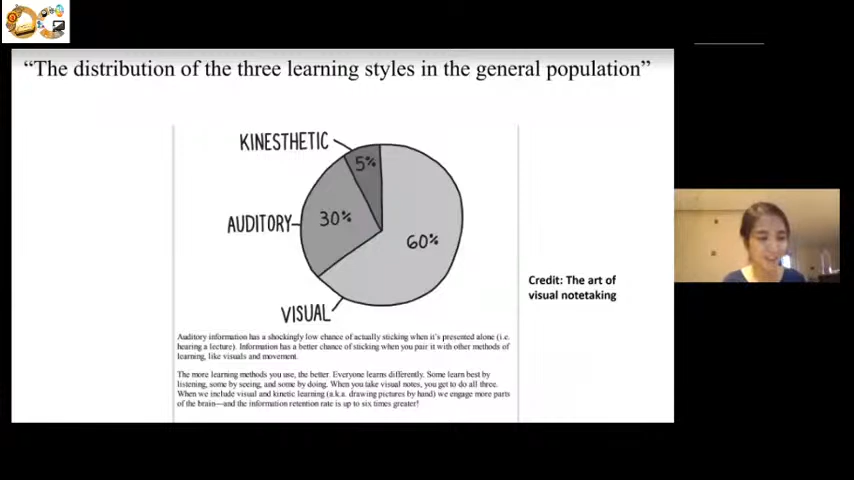 “The distribution of the three learning styles in the general population”
KINESTHETIC
5%
AUDITORY
30%
60%
VISUAL
Credit: The art of
visual notetaking
Auditory information has a shockingly low chance of actually sticking when it's presented alone (i.e.
hearing a lecture). Information has a better chance of sticking when you pair it with other methods of
learning, like visuals and movement.
The more learning methods you use, the better. Everyone learns differently. Some learn best by
listening, some by seeing, and some by doing. When you take visual notes, you get to do all three.
When we include visual and kinetic learning (a.k.a. drawing pictures by hand) we engage more parts
of the brain—and the information retention rate is up to six times greater!